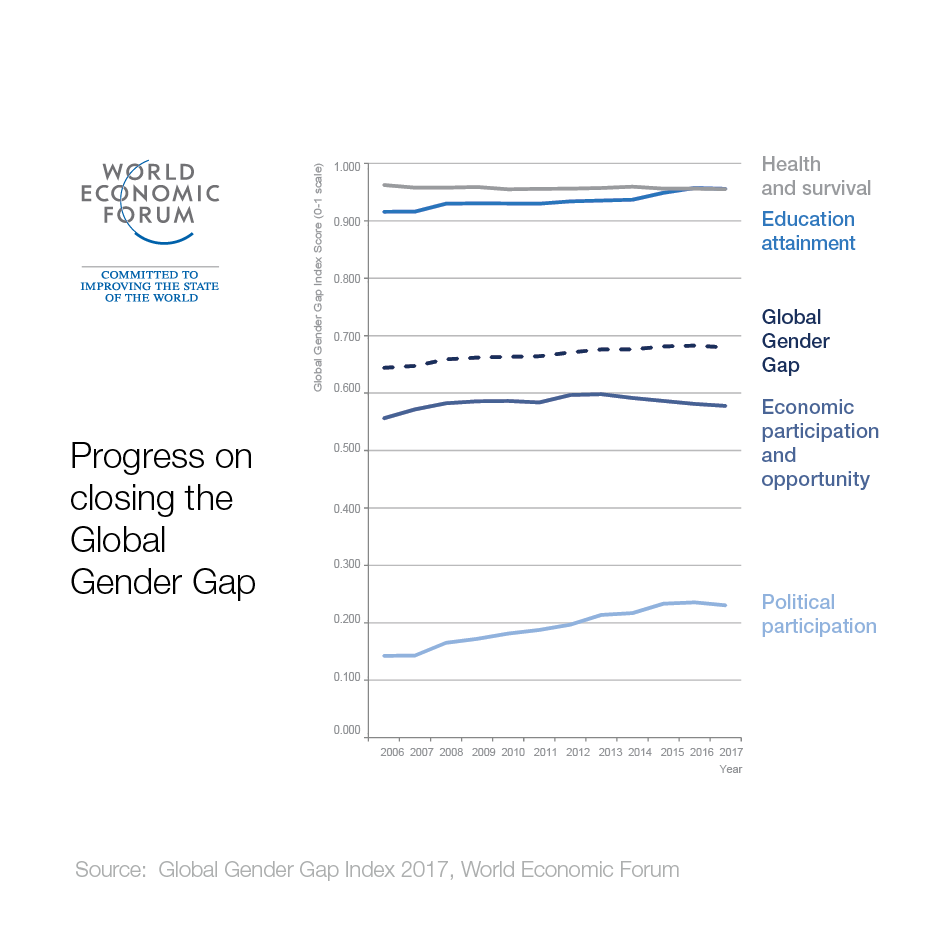 WORLD
ECONOMIC
FORUM
COMMITTED TO
IMPROVING THE STATE
OF THE WORLD
Progress on
closing the
Global
Gender Gap
Global Gender Gap Index Score (0-1 scale)
1.000
0.900
0.800
0.700
0.600
0.500
0.400
0.300
0.200
0.100
0.000
2006 2007 2008 2009 2010 2011 2012 2013 2014 2015 2016 2017
Year
Health
and survival
Education
attainment
Global
Gender
Gap
Economic
participation
and
opportunity
Political
participation
Source: Global Gender Gap Index 2017, World Economic Forum